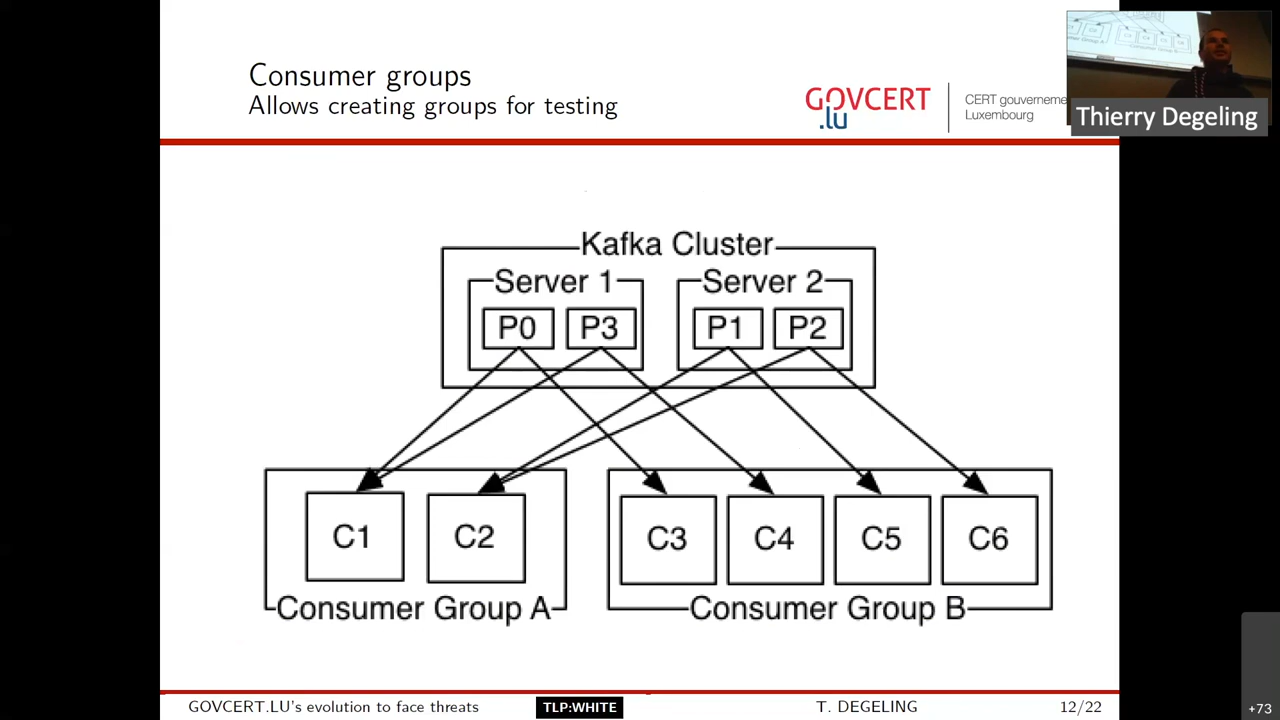 Consumer groups
Allows creating groups for testing
GOVCERT
.lu
CERT gouverneme
Luxembourg
Thierry Degeling
Kafka Cluster
Server 1
Server 2
P0
P3
P1
P2
C1
C2
C3
C4
C5
C6
Consumer Group A
Consumer Group B
GOVCERT.LU's evolution to face threats
TLP:WHITE
T. DEGELING
12/22
+73